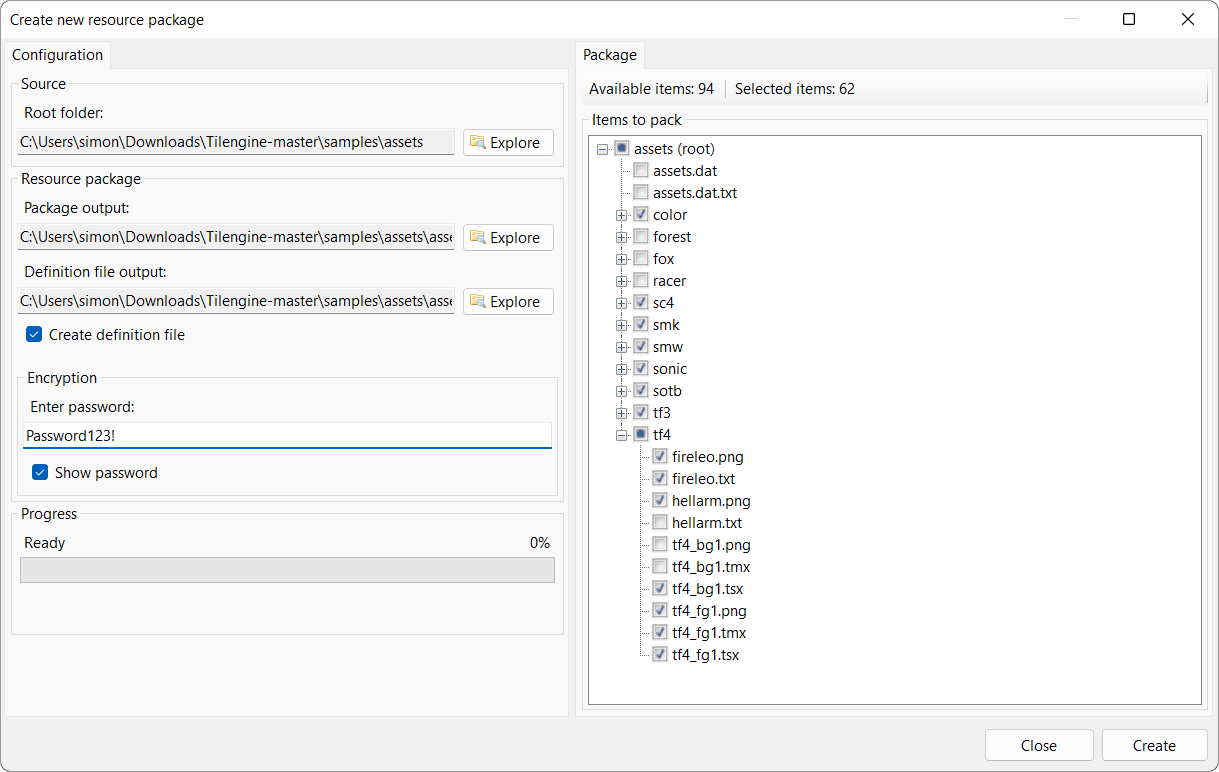 Create new resource package
Configuration
Source
Root folder:
C:\Users\simon\Downloads\Tilengine-master\samples\assets
Explore
Resource package
Package output:
C:\Users\simon\Downloads\Tilengine-master\samples\assets\asse
Explore
Definition file output:
C:\Users\simon\Downloads\Tilengine-master\samples\assets\asse
Explore
Create definition file
Encryption
Enter password:
Password123!
Show password
Progress
Ready 0%
Package
Available items: 94 Selected items: 62
Items to pack
assets (root)
assets.dat
assets.dat.txt
color
forest
fox
racer
sc4
smk
smw
sonic
sotb
tf3
tf4
fireleo.png
fireleo.txt
hellarm.png
hellarm.txt
tf4_bg1.png
tf4_bg1.tmx
tf4_bg1.tsx
tf4_fg1.png
tf4_fg1.tmx
tf4_fg1.tsx
Close Create